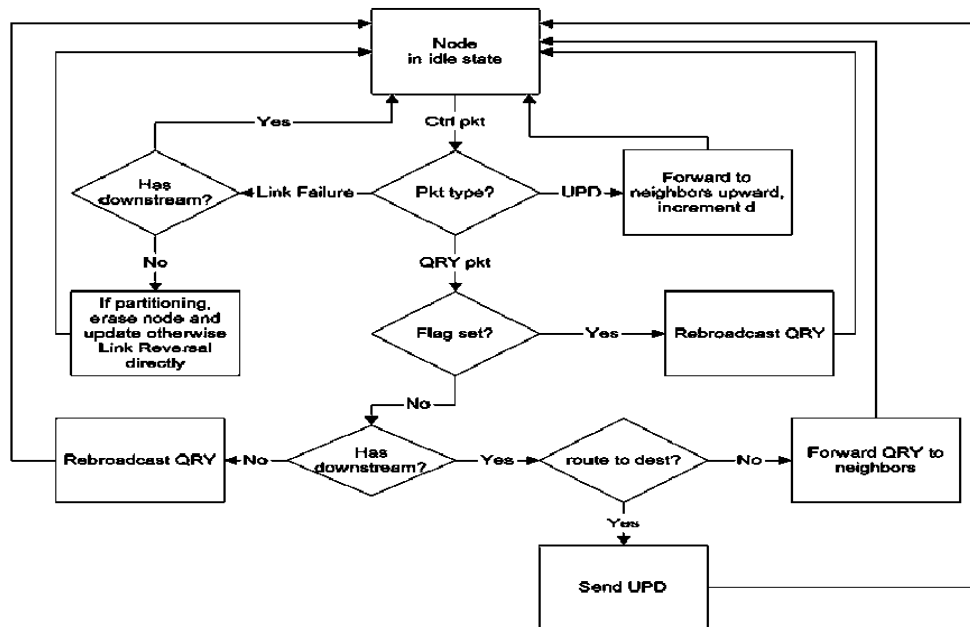 Node
in idle state
Yes
Ctrl pkt
Has
downstream?
Link Failure
Pkt type?
UPD
Forward to
neighbors upward,
increment d
No
QRY pkt
If partitioning,
erase node and
update otherwise
Link Reversal
directly
Flag set?
Yes
Rebroadcast QRY
No
Rebroadcast QRY
No
Has
downstream?
Yes
route to dest?
No
Forward QRY to
neighbors
Yes
Send UPD